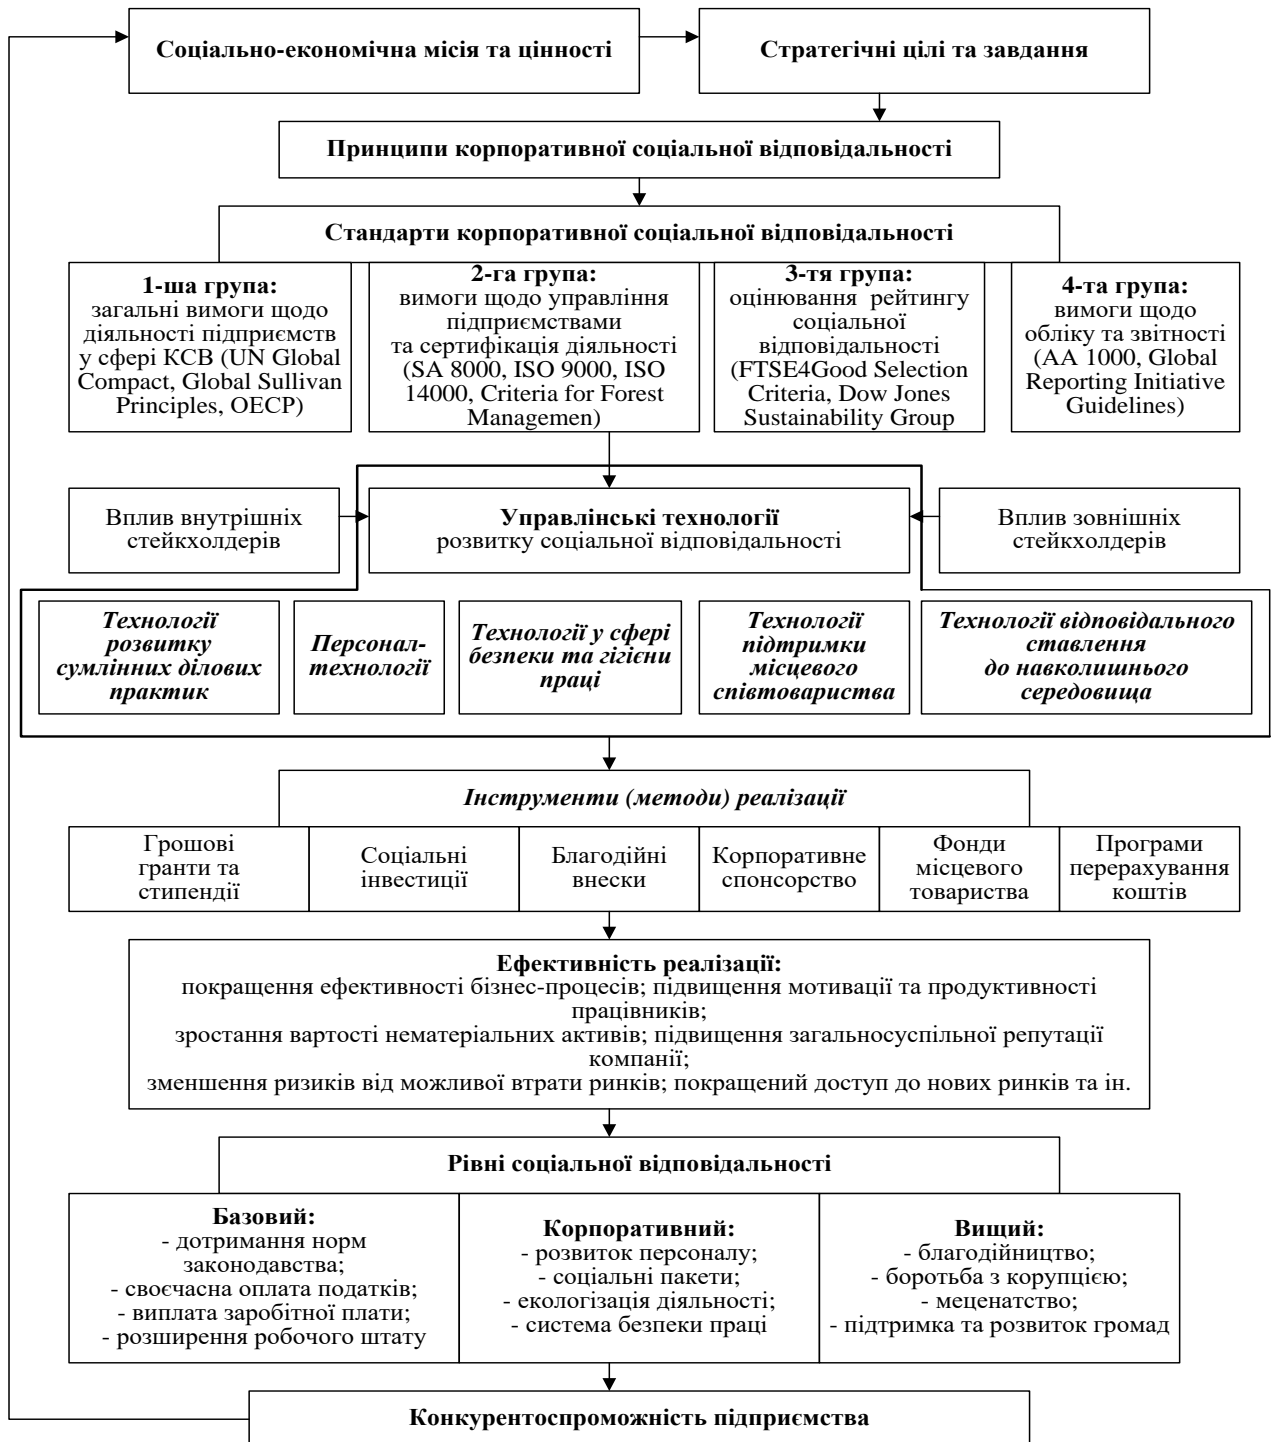 Соціально-економічна місія та цінності
Стратегічні цілі та завдання
Принципи корпоративної соціальної відповідальності
Стандарти корпоративної соціальної відповідальності
1-ша група:
загальні вимоги щодо
діяльності підприємств
у сфері КСВ (UN Global
Compact, Global Sullivan
Principles, OECP)
2-га група:
вимоги щодо управління
підприємствами
та сертифікація діяльності
(SA 8000, ISO 9000, ISO
14000, Criteria for Forest
Managemen)
3-тя група:
оцінювання рейтингу
соціальної
відповідальності
(FTSE4Good Selection
Criteria, Dow Jones
Sustainability Group
4-та група:
вимоги щодо
обліку та звітності
(AA 1000, Global
Reporting Initiative
Guidelines)
Вплив внутрішніх
стейкхолдерів
Управлінські технології
розвитку соціальної відповідальності
Вплив зовнішніх
стейкхолдерів
Технології
розвитку
сумлінних ділових
практик
Персонал-
технології
Технології у сфері
безпеки та гігієни
праці
Технології
підтримки
місцевого
співтовариства
Технології відповідального
ставлення
до навколишнього
середовища
Інструменти (методи) реалізації
Грошові
гранти та
стипендії
Соціальні
інвестиції
Благодійні
внески
Корпоративне
спонсорство
Фонди
місцевого
товариства
Програми
перерахування
коштів
Ефективність реалізації:
покращення ефективності бізнес-процесів; підвищення мотивації та продуктивності
працівників;
зростання вартості нематеріальних активів; підвищення загальносуспільної репутації
компанії;
зменшення ризиків від можливої втрати ринків; покращений доступ до нових ринків та ін.
Рівні соціальної відповідальності
Базовий:
- дотримання норм
законодавства;
- своєчасна оплата податків;
- виплата заробітної плати;
- розширення робочого штату
Корпоративний:
- розвиток персоналу;
- соціальні пакети;
- екологізація діяльності;
- система безпеки праці
Вищий:
- благодійництво;
- боротьба з корупцією;
- меценатство;
- підтримка та розвиток громад
Конкурентоспроможність підприємства